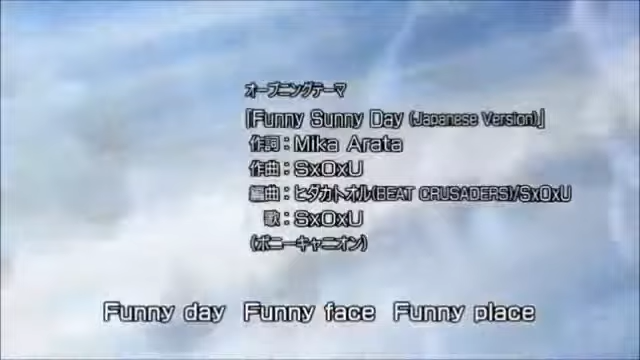 オープニングテーマ
『Funny Sunny Day (Japanese Version)』
作詞：Mika Arata
作曲：SxOxU
編曲：ヒダカトオル(BEAT CRUSADERS)/SxOxU
歌：SxOxU
(ポニーキャニオン)
Funny day Funny face Funny place